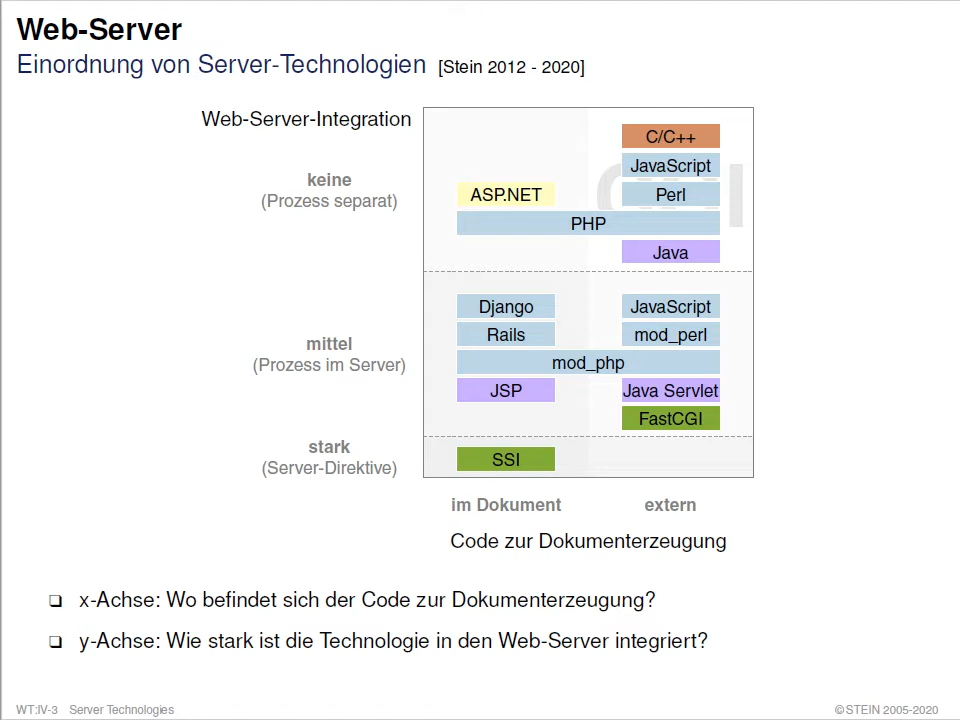 Web-Server
Einordnung von Server-Technologien [Stein 2012 - 2020]
Web-Server-Integration
C/C++
JavaScript
keine
(Prozess separat)
ASP.NET
Perl
PHP
Java
Django
JavaScript
Rails
mod_perl
mittel
(Prozess im Server)
mod_php
JSP
Java Servlet
FastCGI
stark
(Server-Direktive)
SSI
im Dokument
extern
Code zur Dokumenterzeugung
❏ x-Achse: Wo befindet sich der Code zur Dokumenterzeugung?
❏ y-Achse: Wie stark ist die Technologie in den Web-Server integriert?
WT:IV-3 Server Technologies
© STEIN 2005-2020